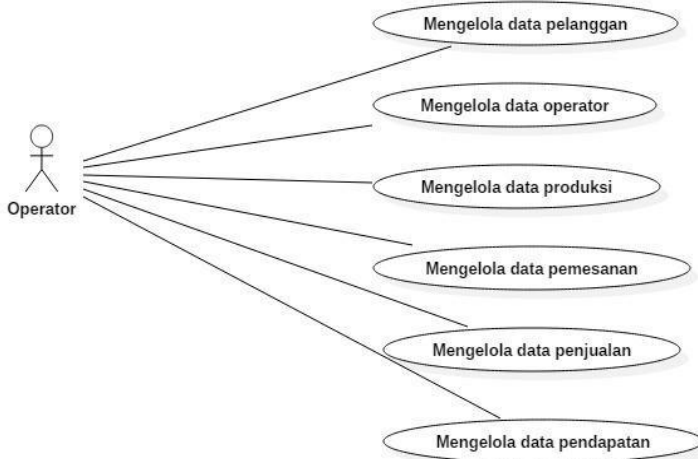 Mengelola data pelanggan
Mengelola data operator
Operator
Mengelola data produksi
Mengelola data pemesanan
Mengelola data penjualan
Mengelola data pendapatan